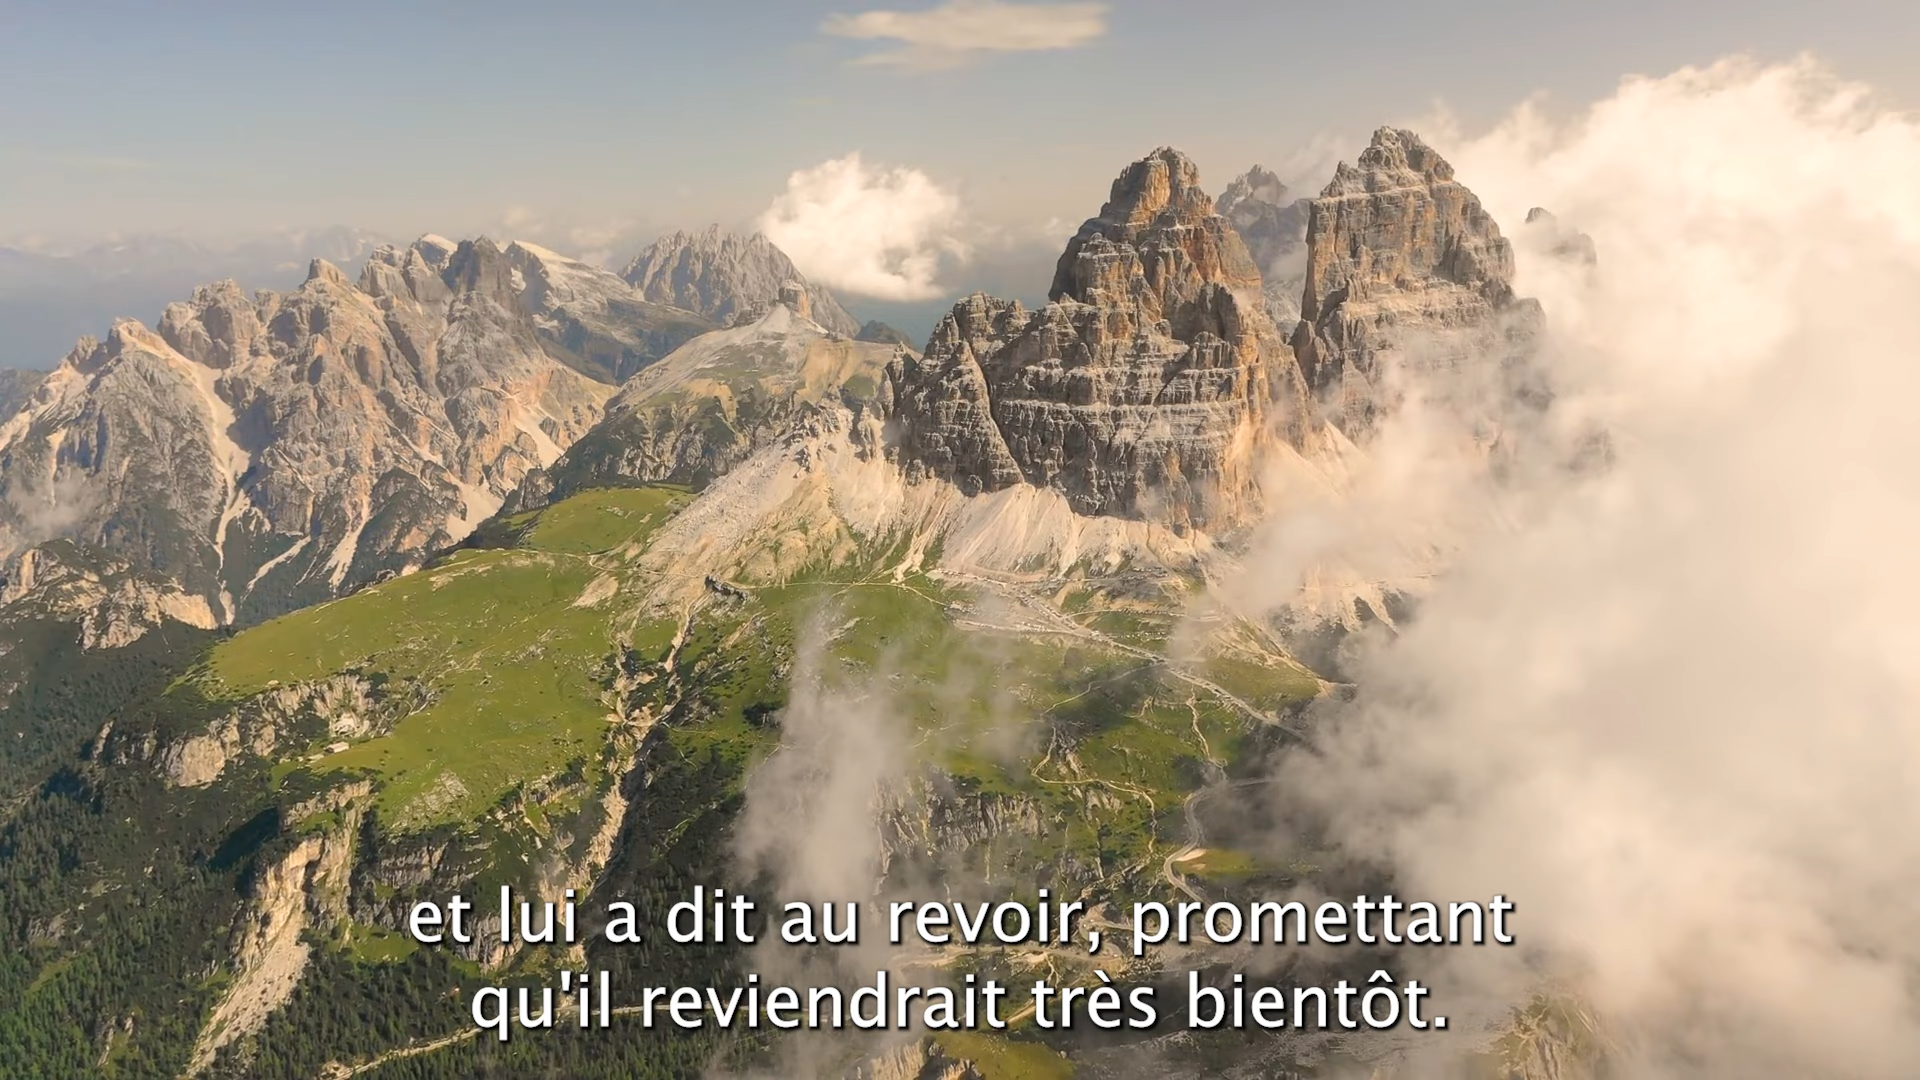 et lui a dit au revoir, promettant
qu'il reviendrait très bientôt.